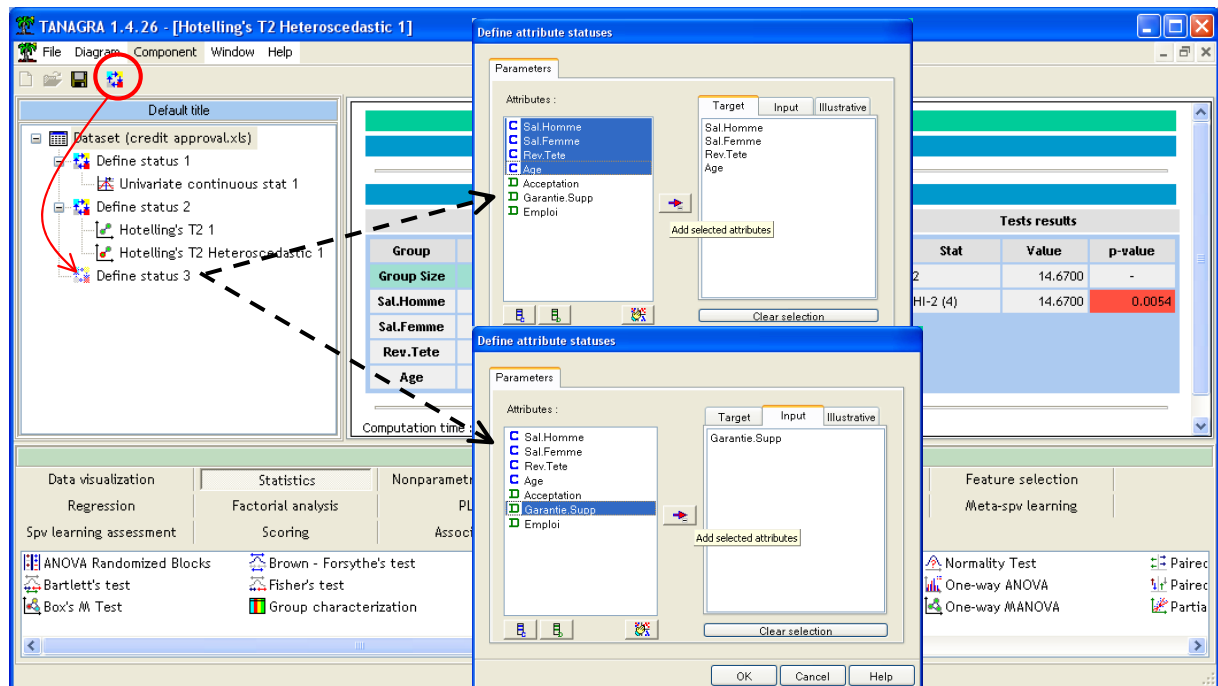 TANAGRA 1.4.26 - [Hotelling's T2 Heteroscedastic 1]
File Diagram Component Window Help
Default title
Dataset (credit approval.xls)
Define status 1
Univariate continuous stat 1
Define status 2
Hotelling's T2 1
Hotelling's T2 Heteroscedastic 1
Define status 3
Group
Group Size
Sal.Homme
Sal.Femme
Rev.Tete
Age
Computation time :
Tests results
Stat Value p-value
2 14.6700 -
HI-2 (4) 14.6700 0.0054
Define attribute statuses
Parameters
Attributes :
C Sal.Homme
C Sal.Femme
C Rev.Tete
C Age
D Acceptation
D Garantie.Supp
D Emploi
Target Input Illustrative
Sal.Homme
Sal.Femme
Rev.Tete
Age
Add selected attributes
Clear selection
Define attribute statuses
Parameters
Attributes :
C Sal.Homme
C Sal.Femme
C Rev.Tete
C Age
D Acceptation
D Garantie.Supp
D Emploi
Target Input Illustrative
Garantie.Supp
Add selected attributes
Clear selection
OK Cancel Help
Data visualization Statistics Nonparamet Feature selection
Regression Factorial analysis PL Meta-spv learning
Spv learning assessment Scoring Associ
ANOVA Randomized Blocks Brown - Forsythe's test Normality Test Paired
Bartlett's test Fisher's test One-way ANOVA Paired
Box's M Test Group characterization One-way MANOVA Partia